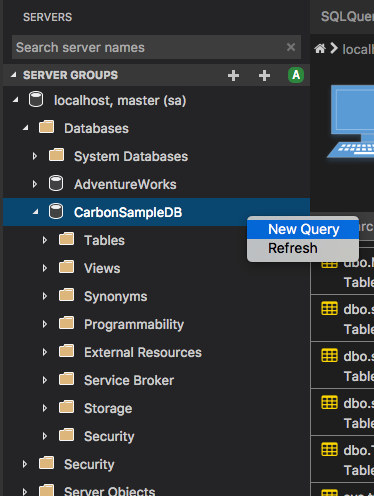 SERVERS
SQLQuer
Search server names
SERVER GROUPS
A
localhost, master (sa)
Databases
System Databases
AdventureWorks
CarbonSampleDB
Tables
Views
Synonyms
Programmability
External Resources
Service Broker
Storage
Security
Security
Server Objects
locall
New Query
Refresh
arc
dbo.
Table
dbo.s
Table
dbo.s
Table
dbo.s
Table
dbo.T
Table